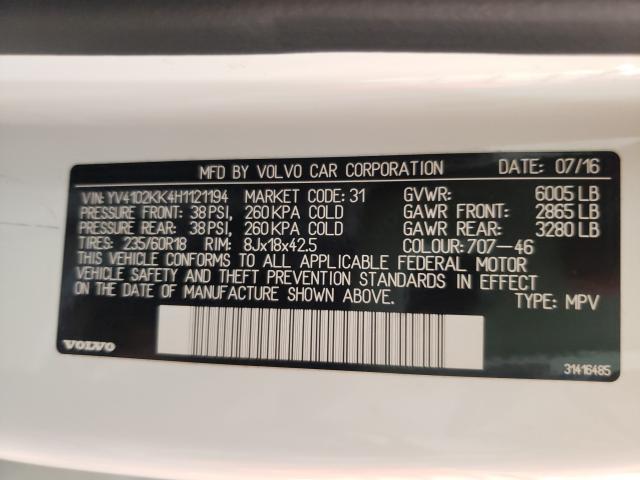 MFD BY VOLVO CAR CORPORATION DATE: 07/16
VIN: YV4102KK4H1121194 MARKET CODE: 31 GVWR: 6005 LB
PRESSURE FRONT: 38 PSI, 260 KPA COLD GAWR FRONT: 2865 LB
PRESSURE REAR: 38 PSI, 260 KPA COLD GAWR REAR: 3280 LB
TIRES: 235/60R18 RIM: 8Jx18x42.5 COLOUR: 707-46
THIS VEHICLE CONFORMS TO ALL APPLICABLE FEDERAL MOTOR
VEHICLE SAFETY AND THEFT PREVENTION STANDARDS IN EFFECT
ON THE DATE OF MANUFACTURE SHOWN ABOVE. TYPE: MPV
VOLVO 31416485